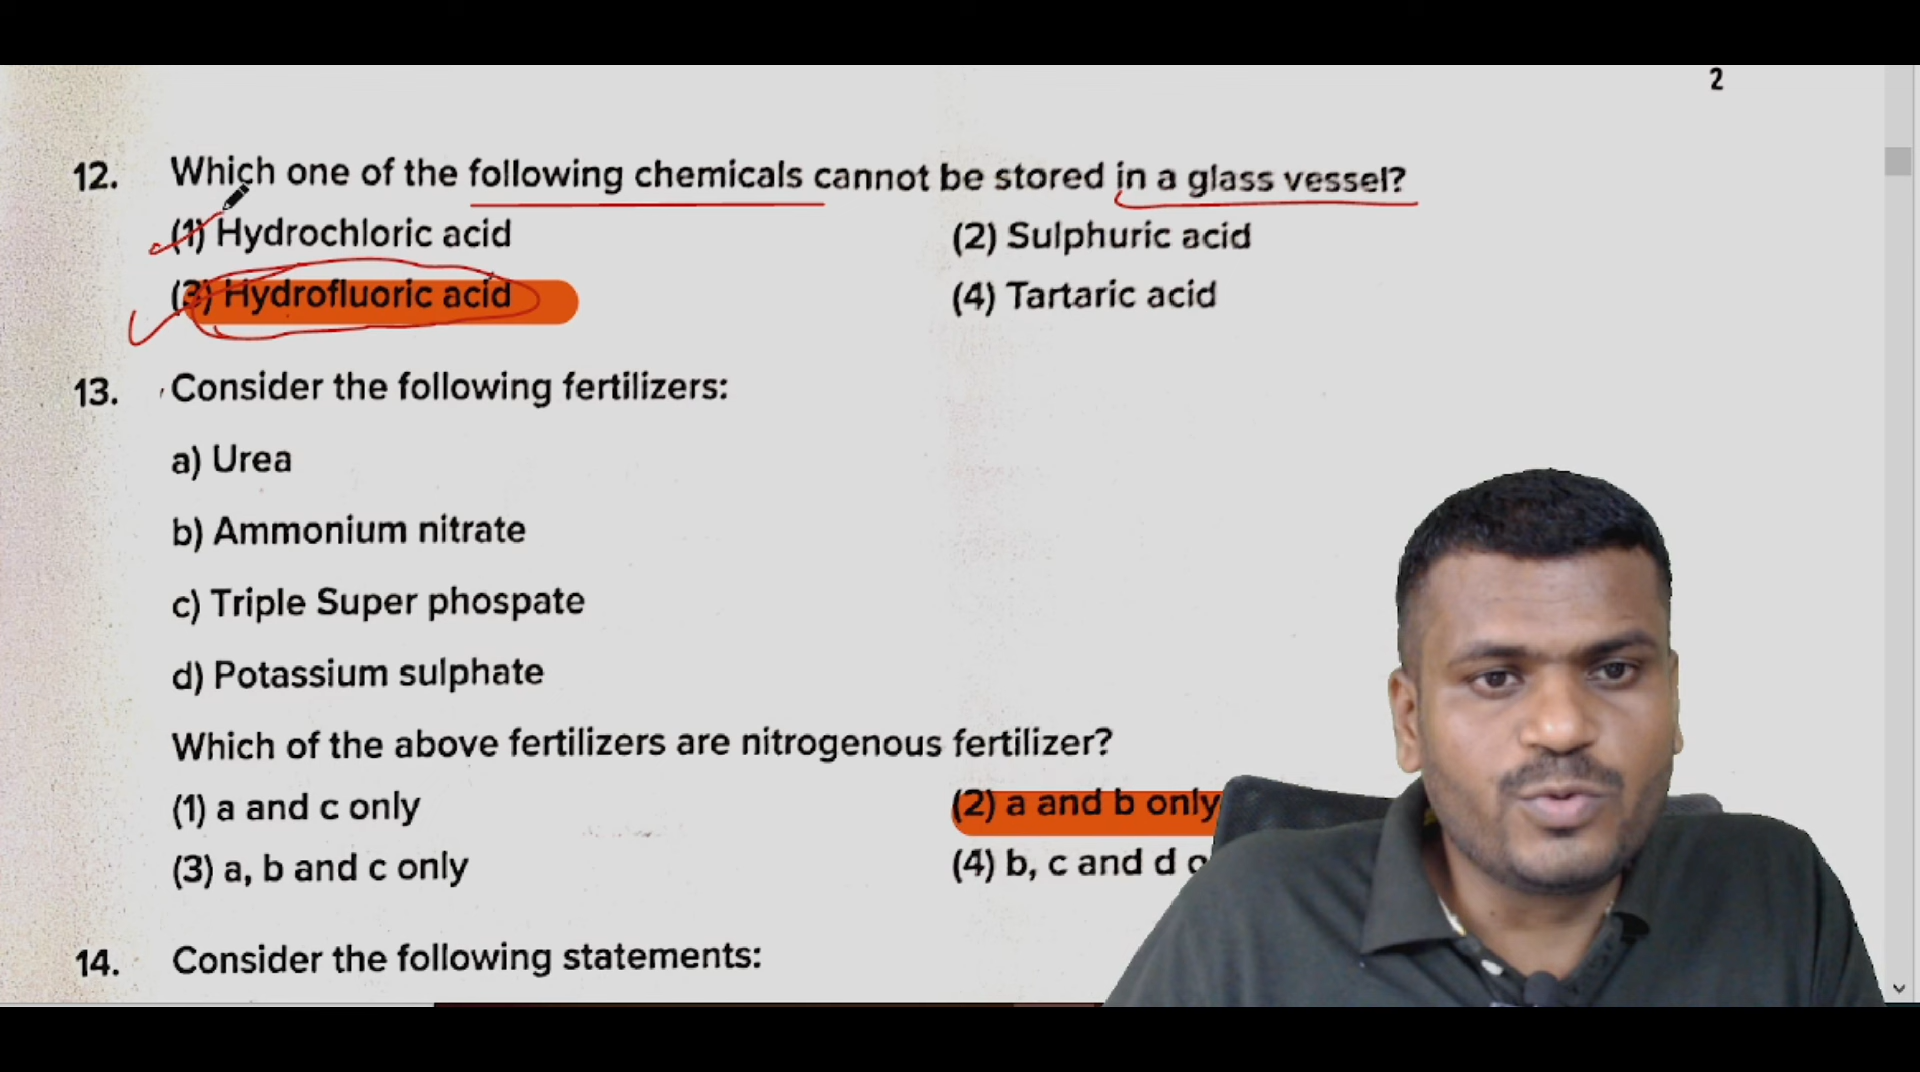 2
12. Which one of the following chemicals cannot be stored in a glass vessel?
(1) Hydrochloric acid (2) Sulphuric acid
(3) Hydrofluoric acid (4) Tartaric acid
13. Consider the following fertilizers:
a) Urea
b) Ammonium nitrate
c) Triple Super phospate
d) Potassium sulphate
Which of the above fertilizers are nitrogenous fertilizer?
(1) a and c only (2) a and b only
(3) a, b and c only (4) b, c and d
14. Consider the following statements: